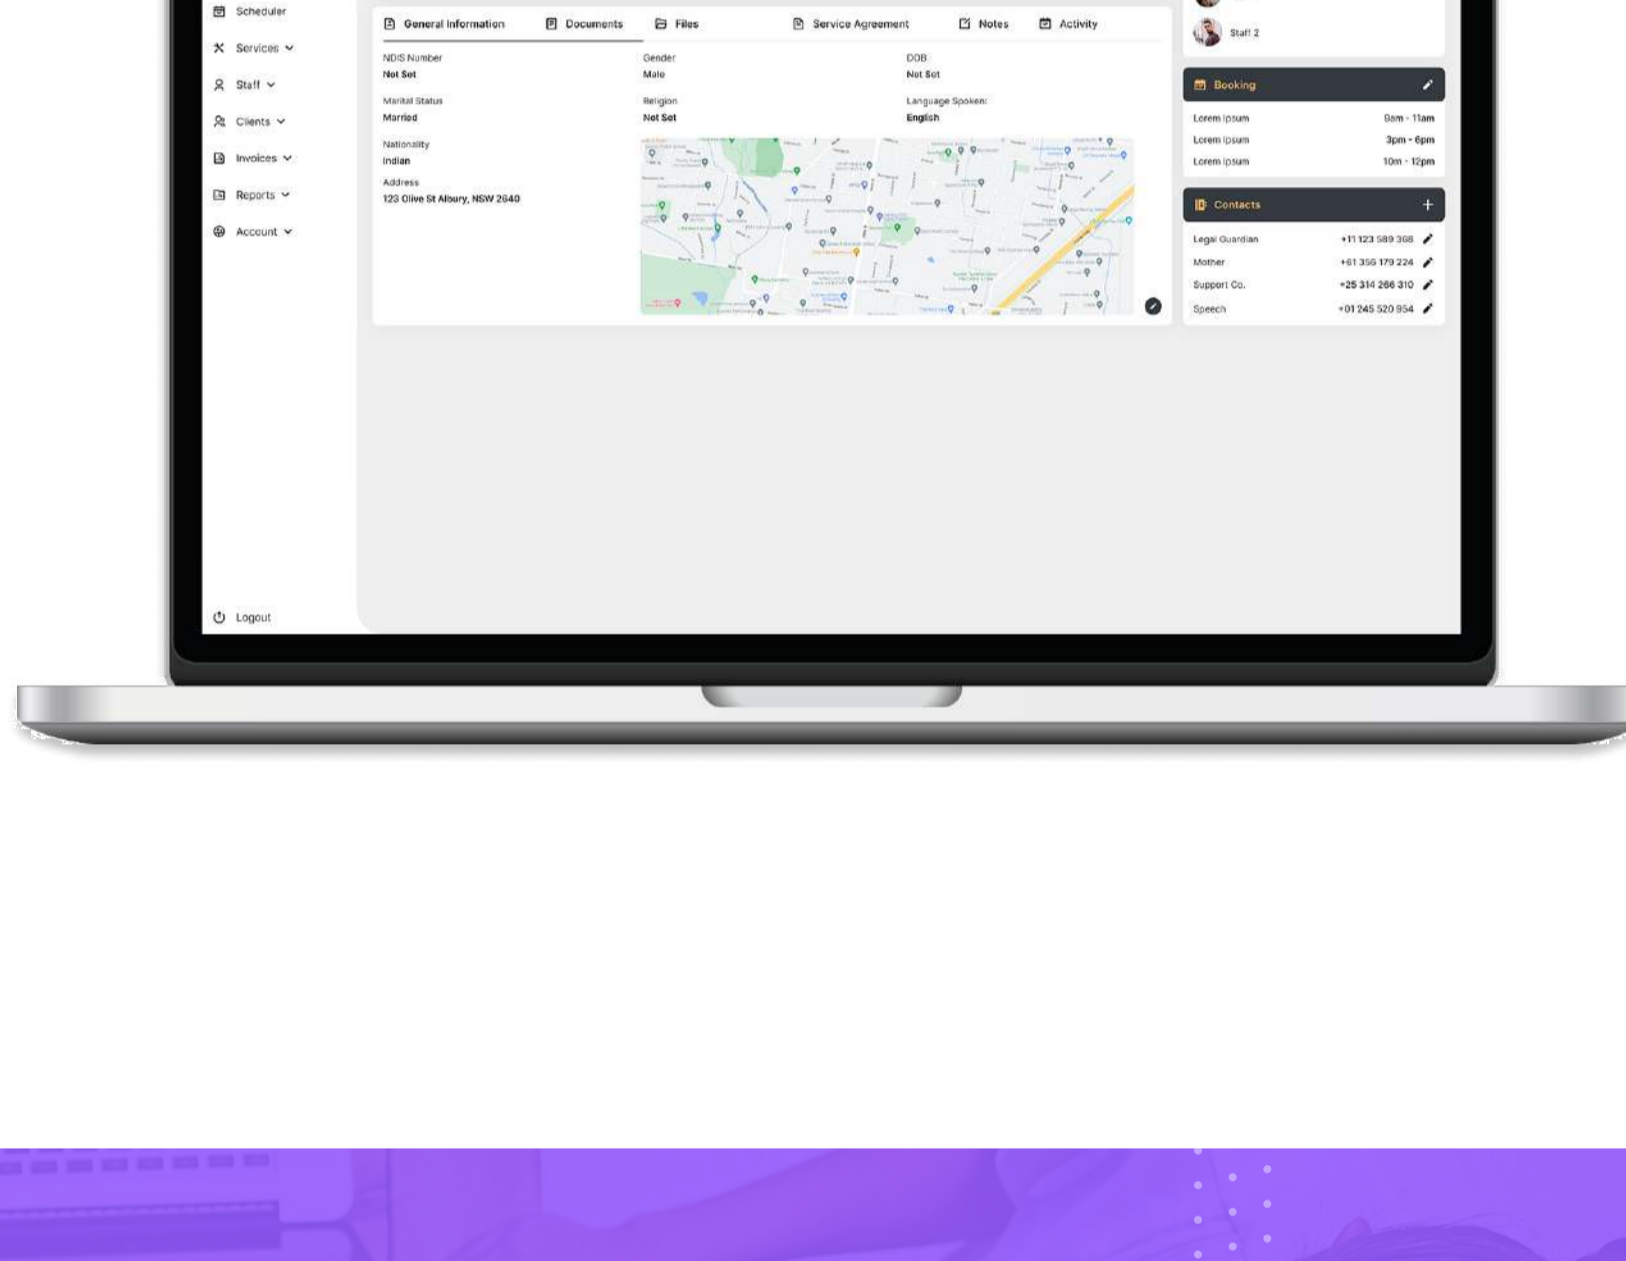 Scheduler
Services
Staff
Clients
Invoices
Reports
Account
Logout
General Information
Documents
Files
Service Agreement
Notes
Activity
NDIS Number
Not Set
Gender
Male
DOB
Not Set
Marital Status
Married
Religion
Not Set
Language Spoken:
English
Nationality
Indian
Address
123 Olive St Albury, NSW 2640
Staff 2
Booking
Lorem Ipsum 9am - 11am
Lorem Ipsum 3pm - 6pm
Lorem Ipsum 10m - 12pm
Contacts
Legal Guardian +11 123 589 368
Mother +61 356 179 224
Support Co. +25 314 266 310
Speech +01 245 520 954